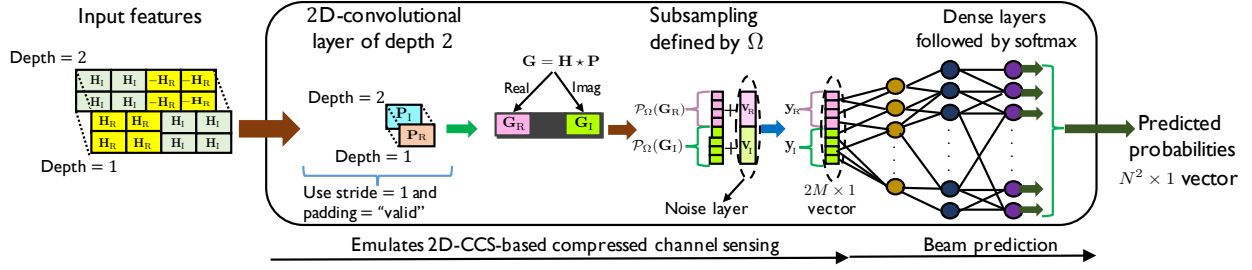 Input features
Depth = 2
H_I H_I −H_R −H_R
H_I H_I −H_R −H_R
H_R H_R H_I H_I
H_R H_R H_I H_I
Depth = 1
2D-convolutional
layer of depth 2
Depth = 2
P_I
P_R
Depth = 1
Use stride = 1 and
padding = “valid”
G = H ⋆ P
Real
Imag
G_R
G_I
Subsampling
defined by Ω
𝒫_Ω(G_R)
+
v_R
𝒫_Ω(G_I)
+
v_I
Noise layer
y_R
y_I
2M × 1
vector
Dense layers
followed by softmax
Predicted
probabilities
N² × 1 vector
Emulates 2D-CCS-based compressed channel sensing
Beam prediction